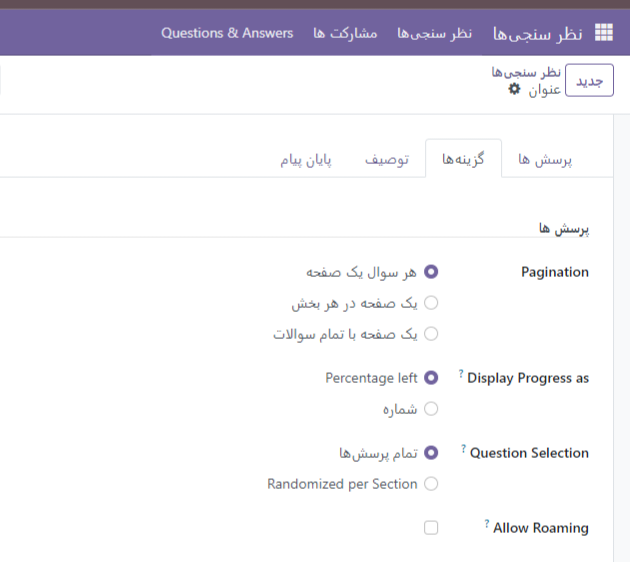 نظر سنجی‌ها نظر سنجی‌ها مشارکت ها Questions & Answers
جدید
نظر سنجی‌ها
عنوان
پرسش ها گزینه‌ها توصیف پایان پیام
پرسش ها
Pagination هر سوال یک صفحه
یک صفحه در هر بخش
یک صفحه با تمام سوالات
Display Progress as ? Percentage left
شماره
Question Selection ? تمام پرسش‌ها
Randomized per Section
Allow Roaming ?